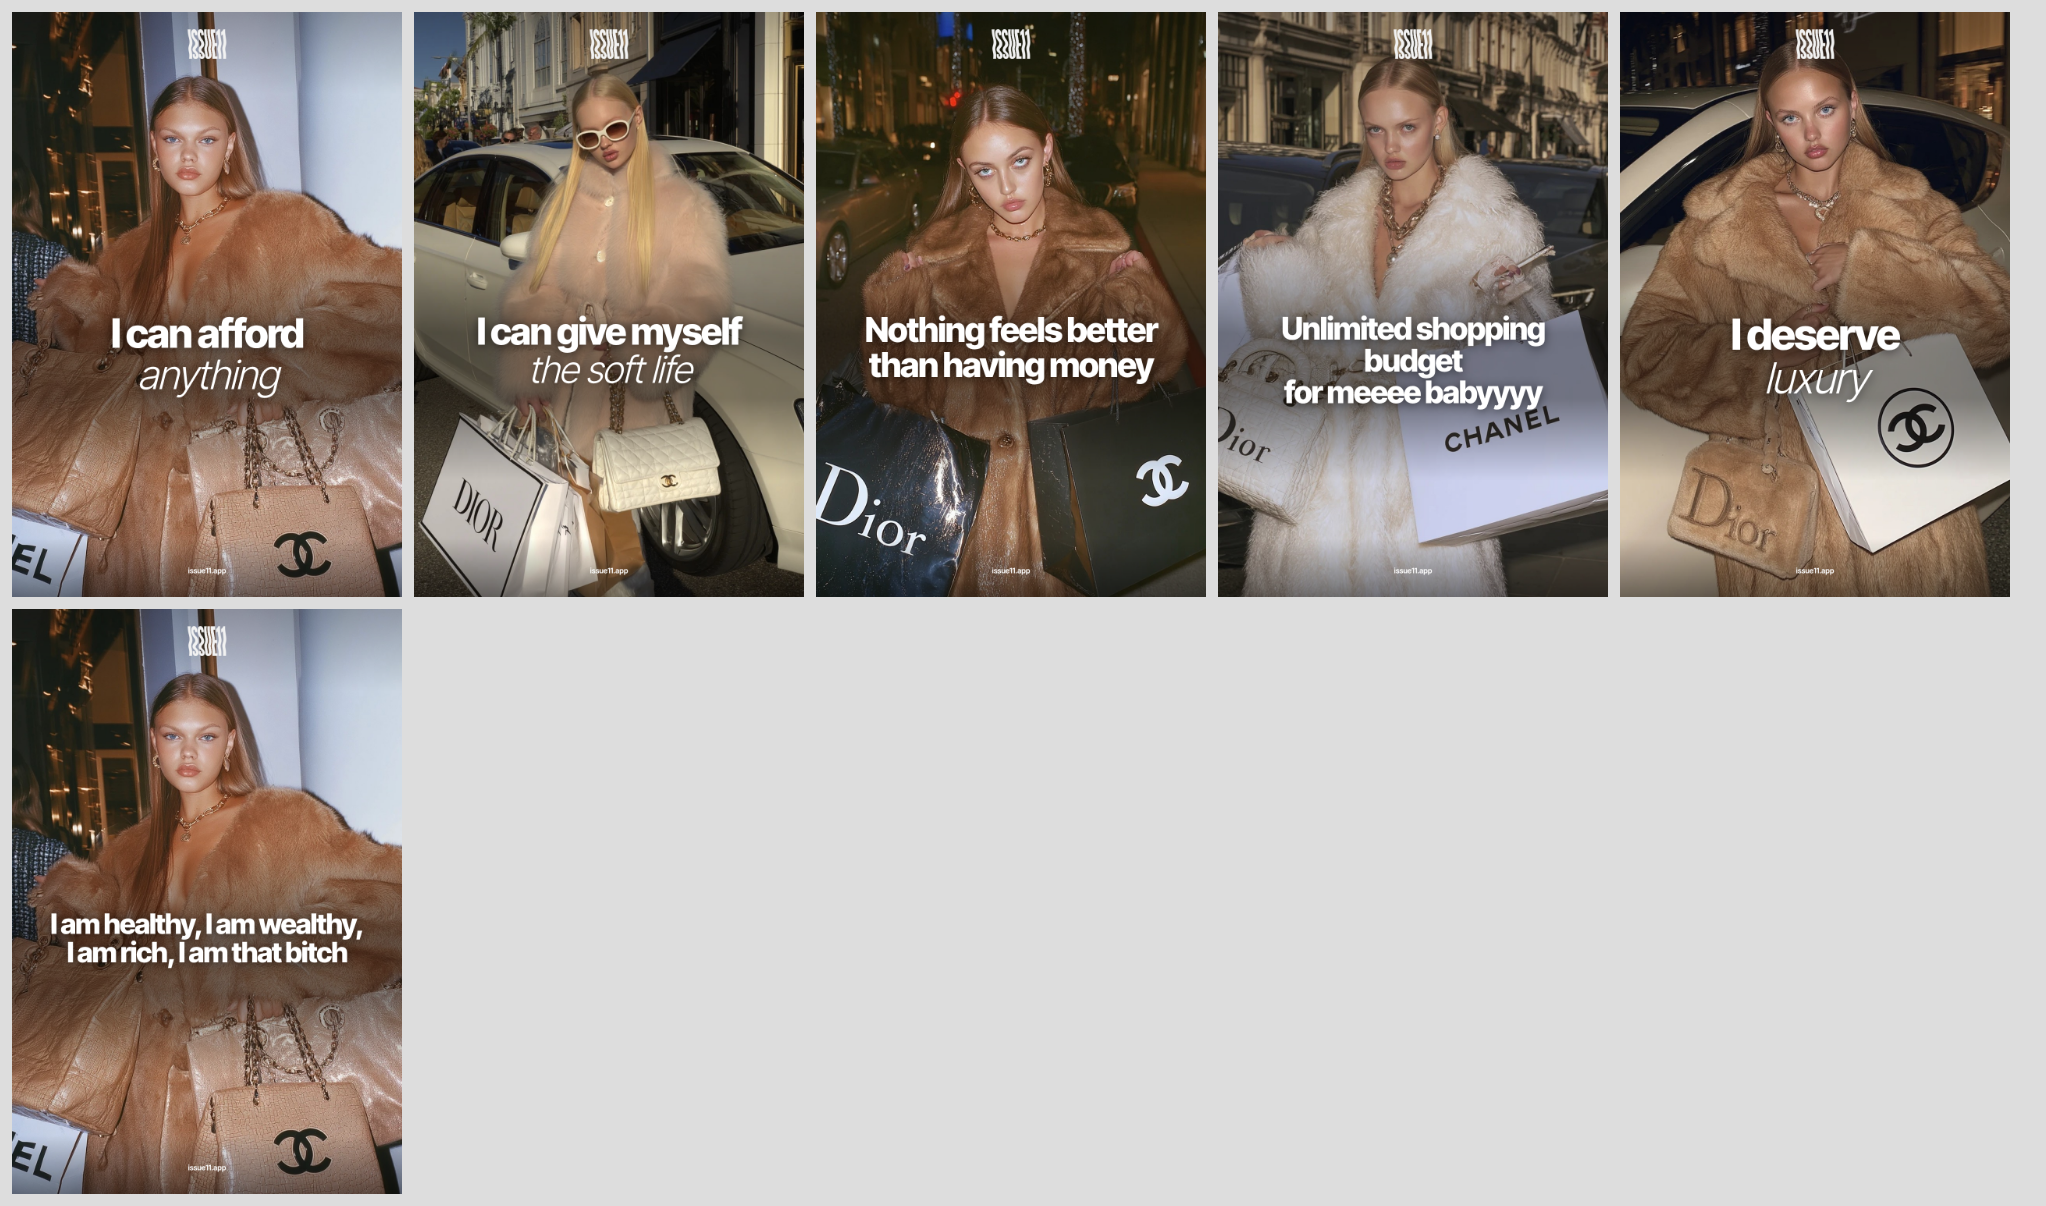 ISSUE11
I can afford
anything
EL
issue11.app
ISSUE11
I can give myself
the soft life
DIOR
issue11.app
ISSUE11
Nothing feels better
than having money
Dior
issue11.app
ISSUE11
Unlimited shopping
budget
for meeee babyyyy
Dior
CHANEL
issue11.app
ISSUE11
I deserve
luxury
Dior
issue11.app
ISSUE11
I am healthy, I am wealthy,
I am rich, I am that bitch
EL
issue11.app